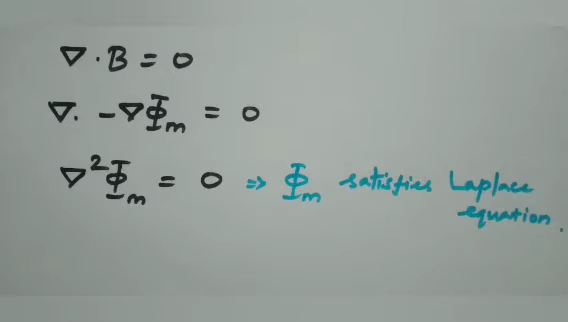 ∇ · B = 0
∇ · −∇Φₘ = 0
∇²Φₘ = 0 ⇒ Φₘ satisfies Laplace
equation.